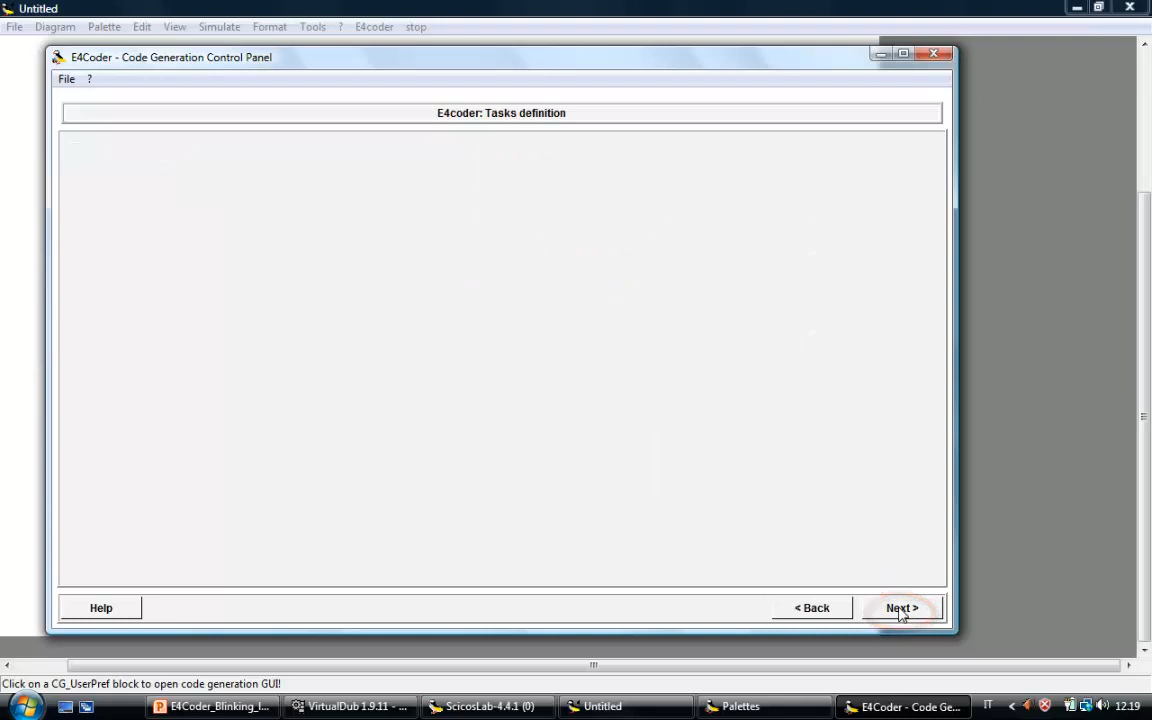 Untitled
File Diagram Palette Edit View Simulate Format Tools ? E4coder stop
E4Coder - Code Generation Control Panel
File ?
E4coder: Tasks definition
Help < Back Next >
Click on a CG_UserPref block to open code generation GUI!
E4Coder_Blinking_I... VirtualDub 1.9.11 - ... ScicosLab-4.4.1 (0) Untitled Palettes E4Coder - Code Ge... IT < 12.19